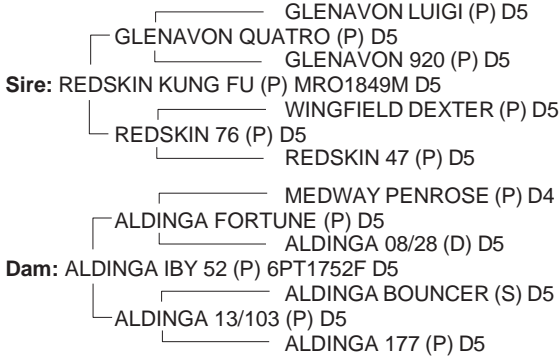 GLENAVON LUIGI (P) D5
GLENAVON QUATRO (P) D5
GLENAVON 920 (P) D5
Sire: REDSKIN KUNG FU (P) MRO1849M D5
WINGFIELD DEXTER (P) D5
REDSKIN 76 (P) D5
REDSKIN 47 (P) D5
MEDWAY PENROSE (P) D4
ALDINGA FORTUNE (P) D5
ALDINGA 08/28 (D) D5
Dam: ALDINGA IBY 52 (P) 6PT1752F D5
ALDINGA BOUNCER (S) D5
ALDINGA 13/103 (P) D5
ALDINGA 177 (P) D5